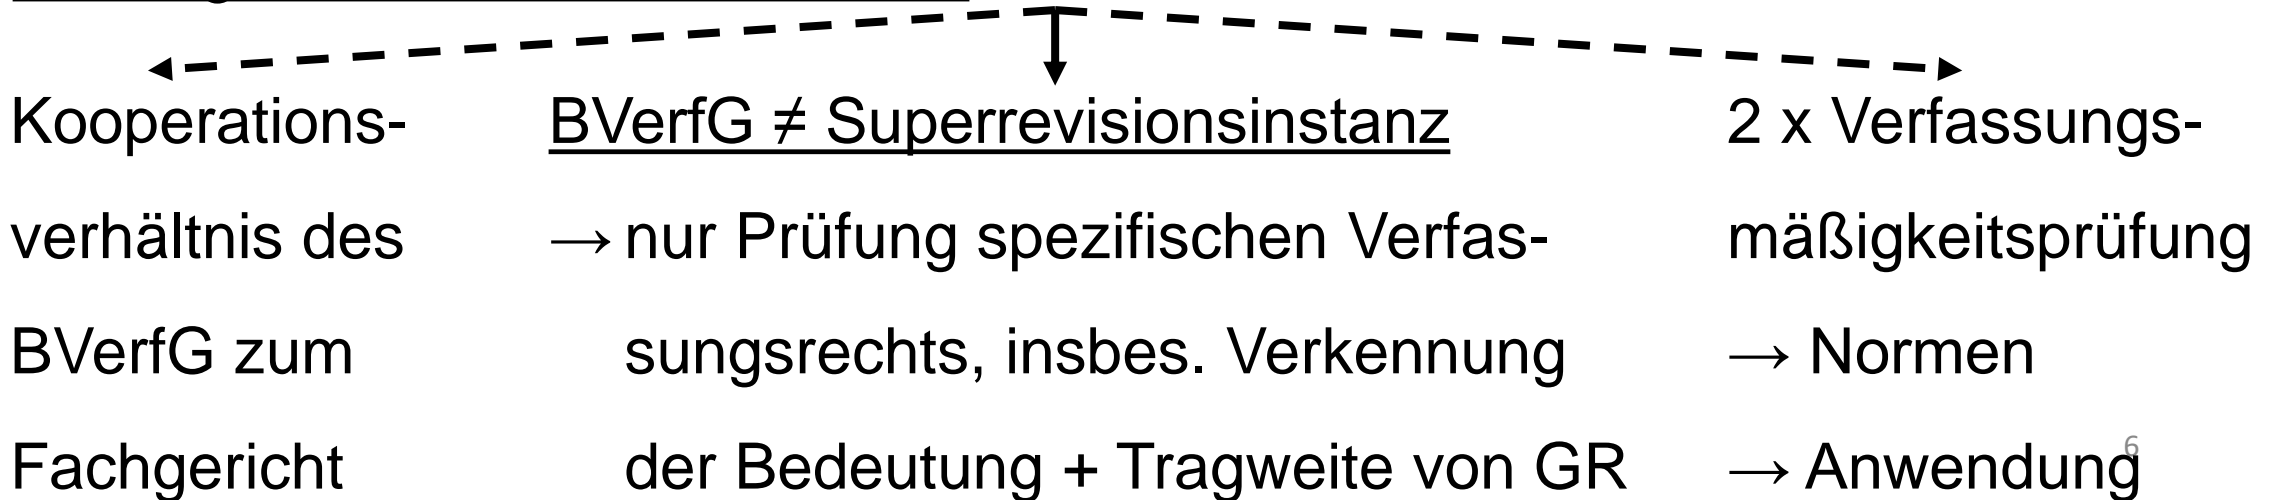 Kooperations-
verhältnis des
BVerfG zum
Fachgericht
BVerfG ≠ Superrevisionsinstanz
→ nur Prüfung spezifischen Verfas-
sungsrechts, insbes. Verkennung
der Bedeutung + Tragweite von GR
2 x Verfassungs-
mäßigkeitsprüfung
→ Normen
→ Anwendung
6